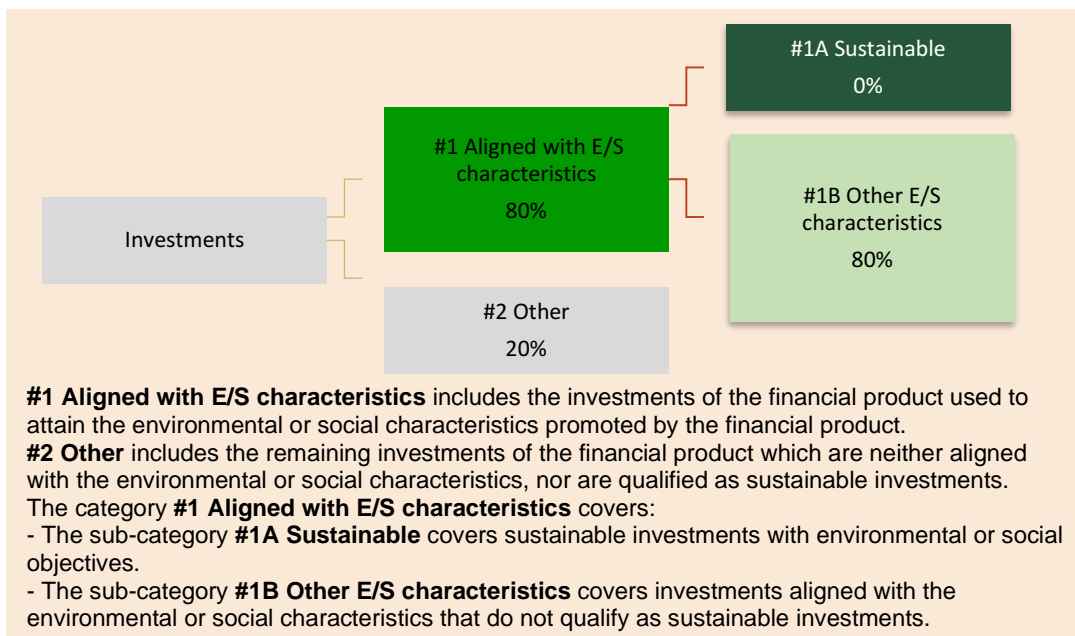 #1A Sustainable
0%
#1 Aligned with E/S
characteristics
80%
#1B Other E/S
characteristics
80%
Investments
#2 Other
20%
#1 Aligned with E/S characteristics includes the investments of the financial product used to
attain the environmental or social characteristics promoted by the financial product.
#2 Other includes the remaining investments of the financial product which are neither aligned
with the environmental or social characteristics, nor are qualified as sustainable investments.
The category #1 Aligned with E/S characteristics covers:
- The sub-category #1A Sustainable covers sustainable investments with environmental or social
objectives.
- The sub-category #1B Other E/S characteristics covers investments aligned with the
environmental or social characteristics that do not qualify as sustainable investments.